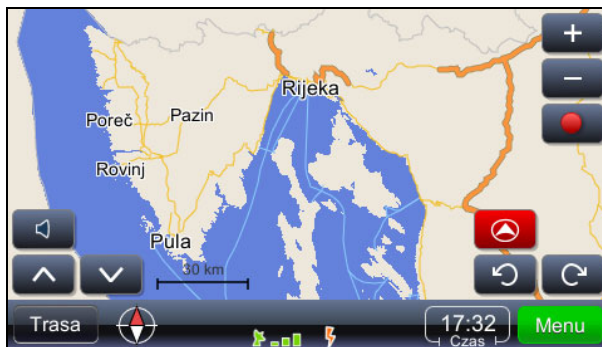 Rijeka
Poreč
Pazin
Rovinj
Pula
30 km
Trasa
17:32
Czas
Menu